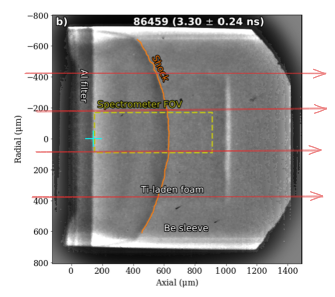 b) 86459 (3.30 ± 0.24 ns)
Al filter
Shock
Spectrometer FOV
Ti-laden foam
Be sleeve
−800
−600
−400
−200
0
200
400
600
800
Radial (μm)
0 200 400 600 800 1000 1200 1400
Axial (μm)